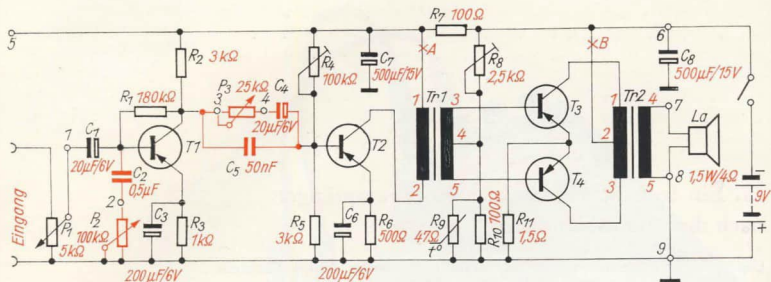 R7 100Ω
5
6
R2 3kΩ
R4
100kΩ
C7
500µF/15V
×A
R8
2,5kΩ
×B
C8
500µF/15V
R1 180kΩ
P3 25kΩ
3
4
C4
20µF/6V
C5
50nF
1
C1
20µF/6V
T1
T2
Tr1
1
2
3
4
5
T3
T4
Tr2
1
2
3
4
5
7
8
La
1,5W/4Ω
C2
0,5µF
2
P2
100kΩ
Eingang
P1
5kΩ
C3
200µF/6V
R3
1kΩ
R5
3kΩ
C6
200µF/6V
R6
500Ω
R9
47Ω
t°
R10 100Ω
R11
1,5Ω
9
−
9V
+